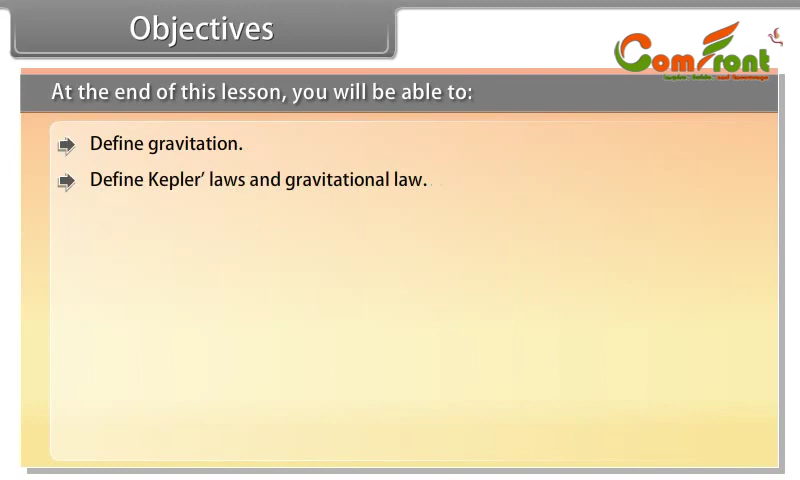 Objectives
ComFront
At the end of this lesson, you will be able to:
Define gravitation.
Define Kepler’ laws and gravitational law.